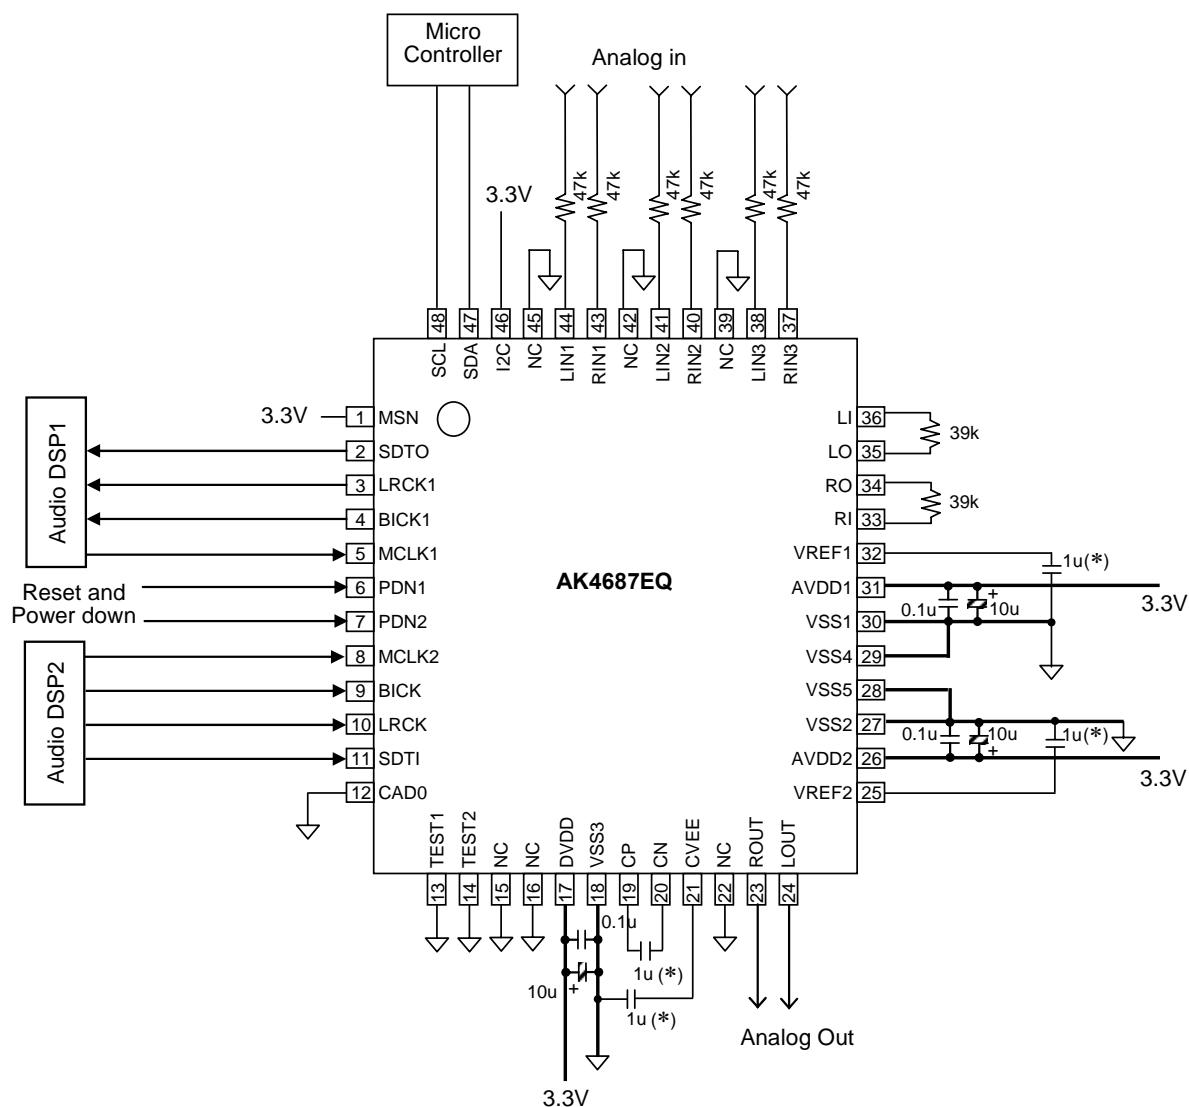 Micro
Controller
Analog in
47k
47k
47k
47k
47k
47k
3.3V
48
47
46
45
44
43
42
41
40
39
38
37
SCL
SDA
I2C
NC
LIN1
RIN1
NC
LIN2
RIN2
NC
LIN3
RIN3
Audio DSP1
3.3V
1 MSN
2 SDTO
3 LRCK1
4 BICK1
5 MCLK1
Reset and
Power down
6 PDN1
7 PDN2
Audio DSP2
8 MCLK2
9 BICK
10 LRCK
11 SDTI
12 CAD0
AK4687EQ
LI 36
39k
LO 35
RO 34
39k
RI 33
VREF1 32
1u(*)
AVDD1 31
3.3V
0.1u
+
10u
VSS1 30
VSS4 29
VSS5 28
VSS2 27
0.1u
10u
+
1u(*)
AVDD2 26
3.3V
VREF2 25
TEST1
TEST2
NC
NC
DVDD
VSS3
CP
CN
CVEE
NC
ROUT
LOUT
13
14
15
16
17
18
19
20
21
22
23
24
0.1u
1u (*)
10u +
1u (*)
Analog Out
3.3V